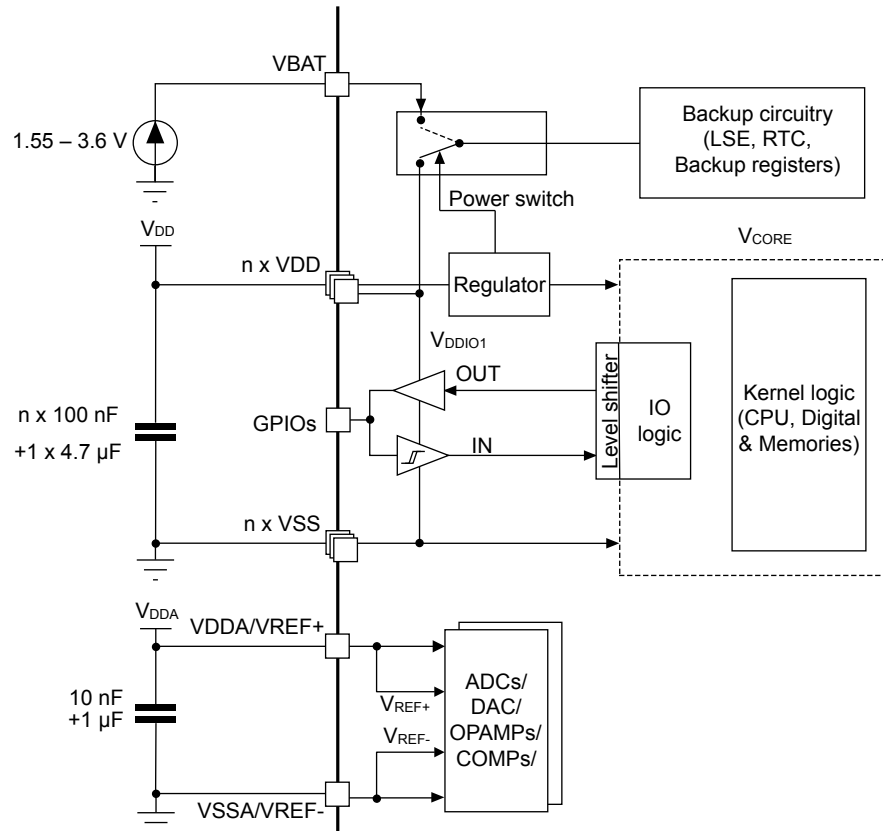 VBAT
1.55 – 3.6 V
Backup circuitry
(LSE, RTC,
Backup registers)
Power switch
VDD
n x VDD
Regulator
VCORE
VDDIO1
OUT
Level shifter
IO
logic
Kernel logic
(CPU, Digital
& Memories)
n x 100 nF
+1 x 4.7 μF
GPIOs
IN
n x VSS
VDDA
VDDA/VREF+
10 nF
+1 μF
VREF+
VREF-
ADCs/
DAC/
OPAMPs/
COMPs/
VSSA/VREF-